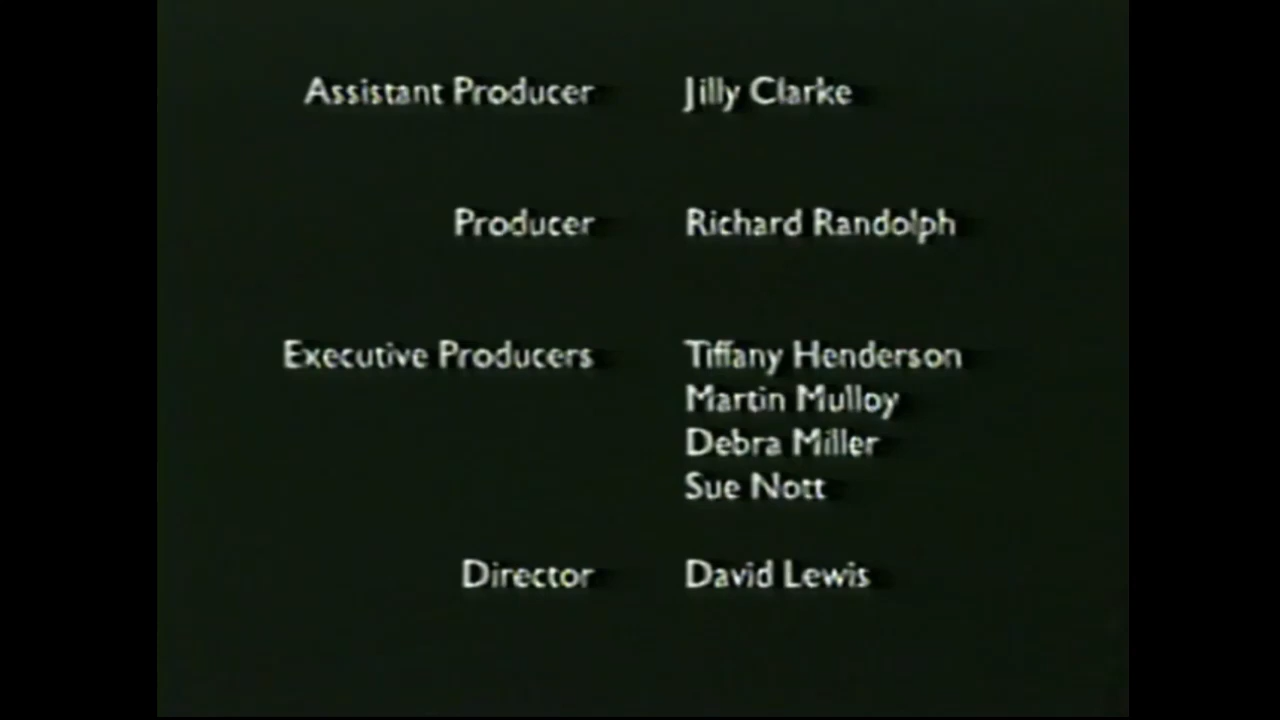 Assistant Producer Jilly Clarke
Producer Richard Randolph
Executive Producers Tiffany Henderson
Martin Mulloy
Debra Miller
Sue Nott
Director David Lewis